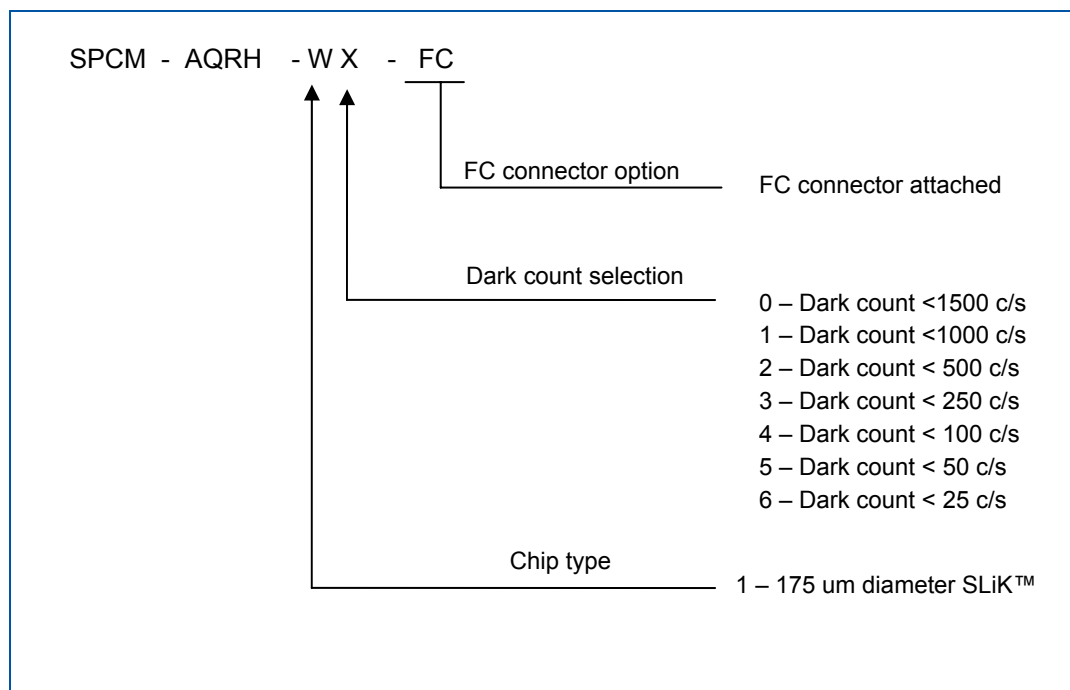 SPCM - AQRH - W X - FC
FC connector option
FC connector attached
Dark count selection
0 – Dark count <1500 c/s
1 – Dark count <1000 c/s
2 – Dark count < 500 c/s
3 – Dark count < 250 c/s
4 – Dark count < 100 c/s
5 – Dark count < 50 c/s
6 – Dark count < 25 c/s
Chip type
1 – 175 um diameter SLiK™